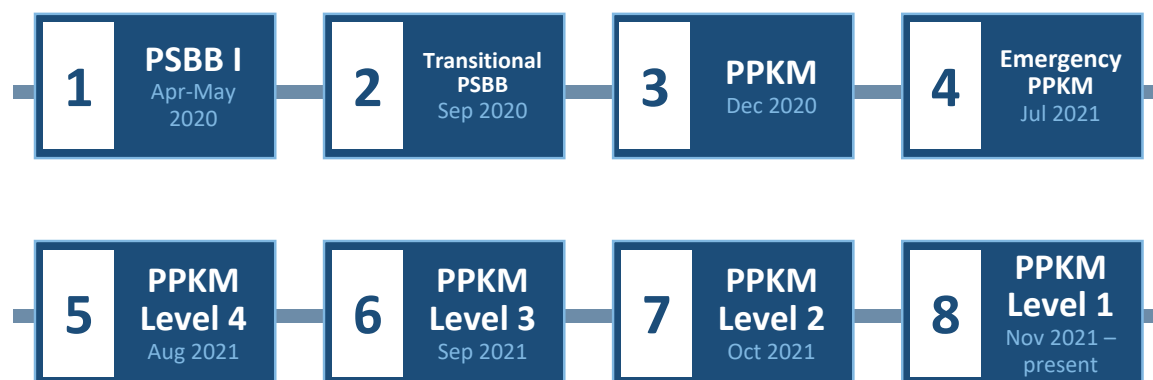 1
PSBB I
Apr-May
2020
2
Transitional
PSBB
Sep 2020
3
PPKM
Dec 2020
4
Emergency
PPKM
Jul 2021
5
PPKM
Level 4
Aug 2021
6
PPKM
Level 3
Sep 2021
7
PPKM
Level 2
Oct 2021
8
PPKM
Level 1
Nov 2021 –
present